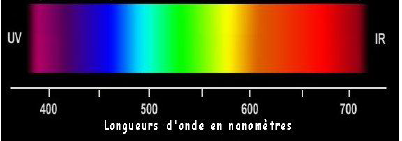 UV IR
400 500 600 700
Longueurs d'onde en nanomètres